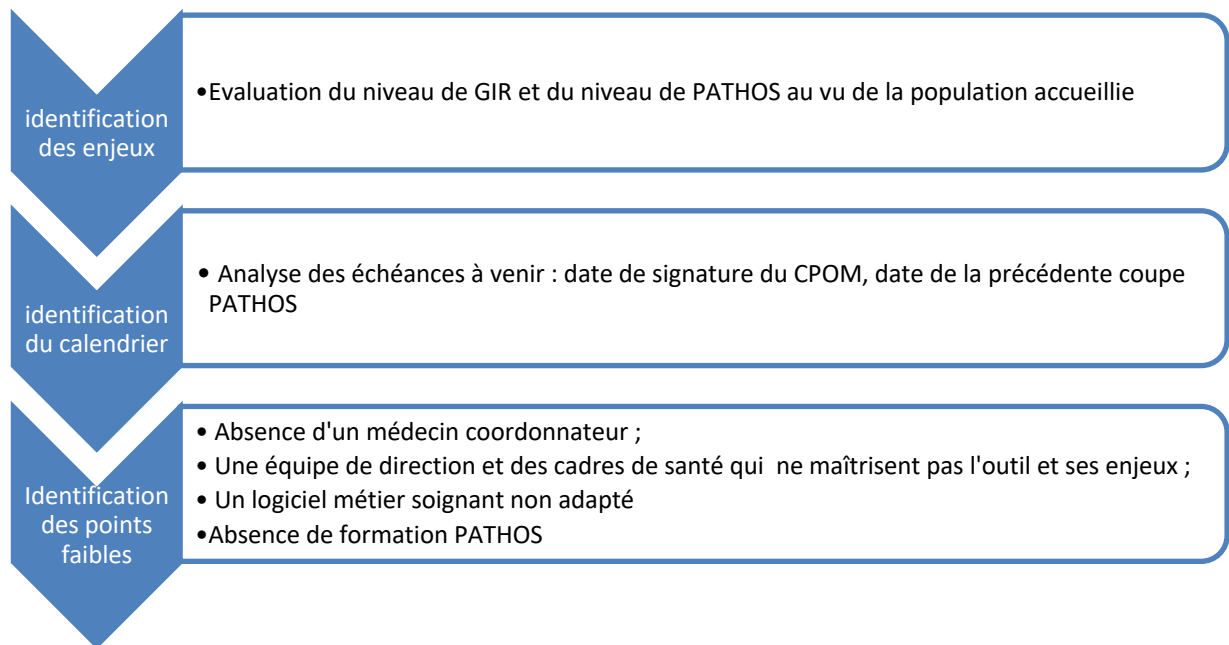 identification
des enjeux
•Evaluation du niveau de GIR et du niveau de PATHOS au vu de la population accueillie
identification
du calendrier
• Analyse des échéances à venir : date de signature du CPOM, date de la précédente coupe
PATHOS
Identification
des points
faibles
• Absence d'un médecin coordonnateur ;
• Une équipe de direction et des cadres de santé qui  ne maîtrisent pas l'outil et ses enjeux ;
• Un logiciel métier soignant non adapté
•Absence de formation PATHOS